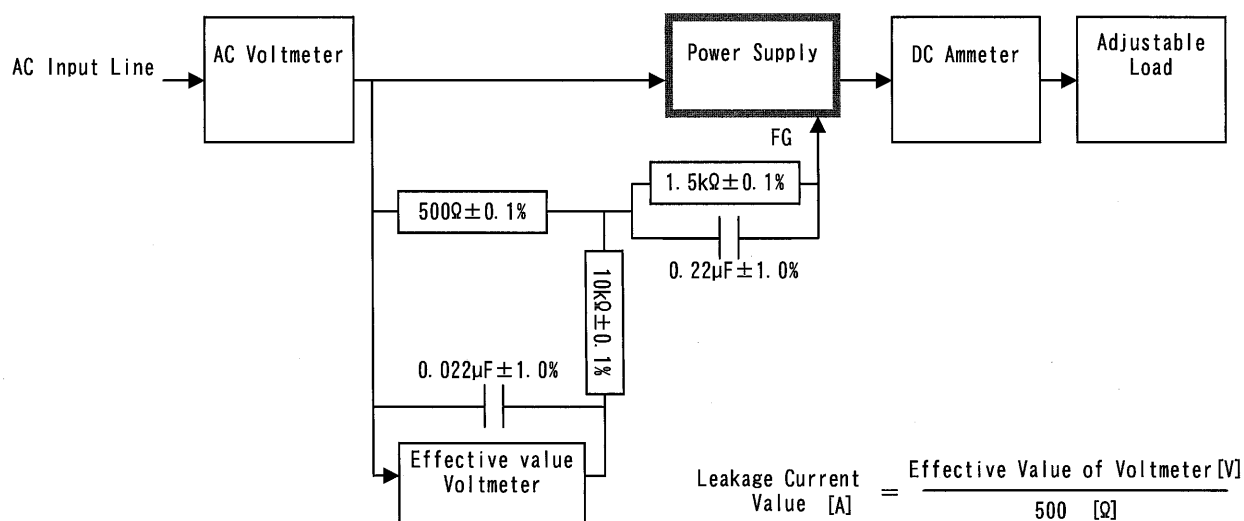 AC Input Line
AC Voltmeter
Power Supply
DC Ammeter
Adjustable
Load
FG
1.5kΩ±0.1%
500Ω±0.1%
0.22μF±1.0%
10kΩ±0.1%
0.022μF±1.0%
Effective value
Voltmeter
Leakage Current
Value [A]
=
Effective Value of Voltmeter[V]
500 [Ω]